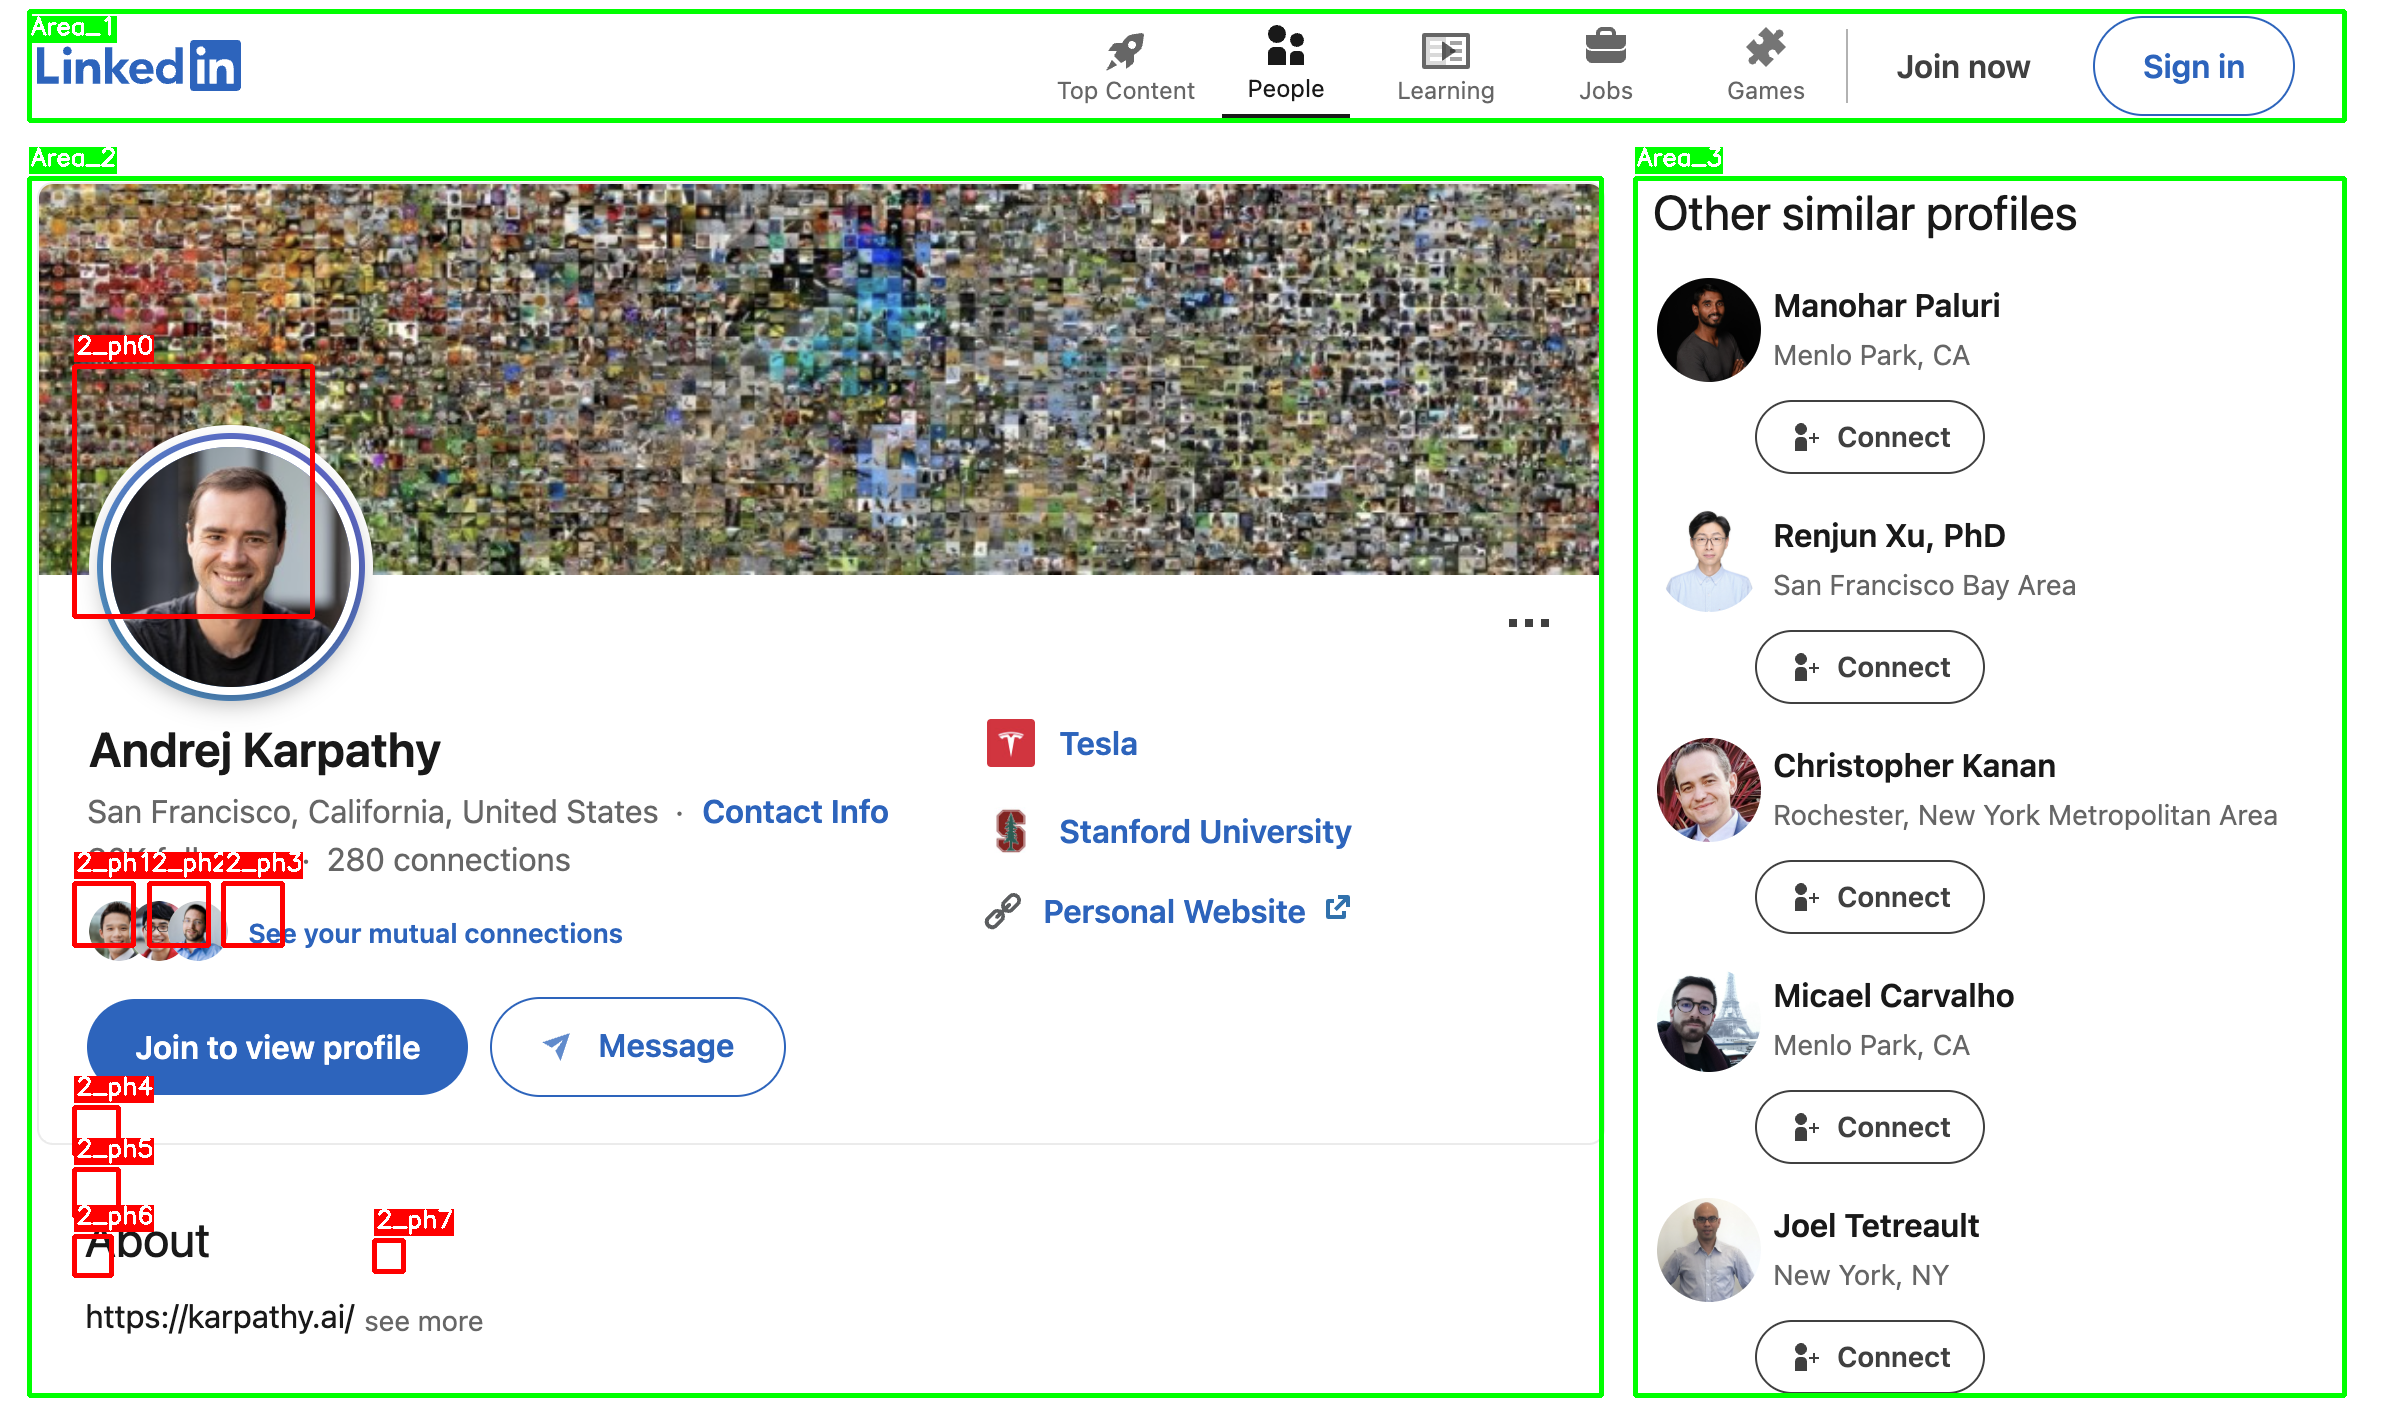 Area_1
LinkedIn
Top Content
People
Learning
Jobs
Games
Join now
Sign in
Area_2
2_ph0
Andrej Karpathy
San Francisco, California, United States · Contact Info
· 280 connections
2_ph1
2_ph2
2_ph3
See your mutual connections
Join to view profile
Message
Tesla
Stanford University
Personal Website
2_ph4
2_ph5
2_ph6
2_ph7
About
https://karpathy.ai/ see more
Area_3
Other similar profiles
Manohar Paluri
Menlo Park, CA
Connect
Renjun Xu, PhD
San Francisco Bay Area
Connect
Christopher Kanan
Rochester, New York Metropolitan Area
Connect
Micael Carvalho
Menlo Park, CA
Connect
Joel Tetreault
New York, NY
Connect